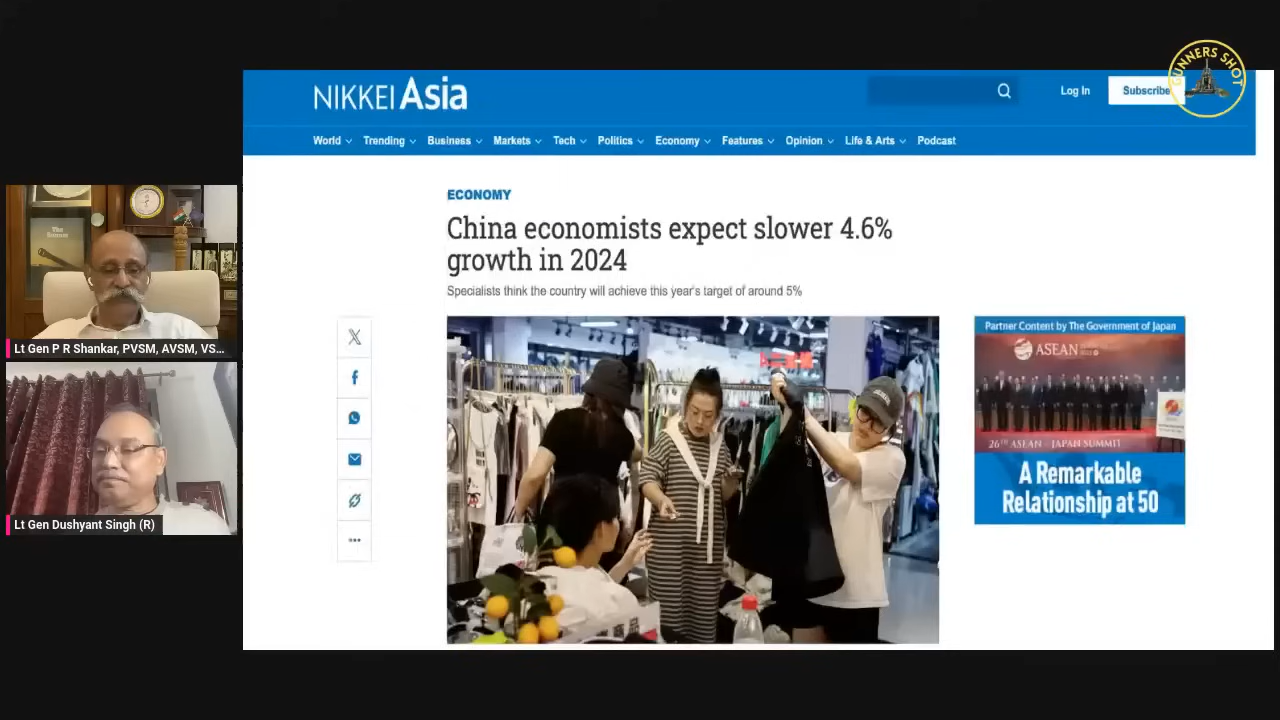 GUNNERS SHOT
NIKKEI Asia
Log In
Subscribe
World
Trending
Business
Markets
Tech
Politics
Economy
Features
Opinion
Life & Arts
Podcast
ECONOMY
China economists expect slower 4.6%
growth in 2024
Specialists think the country will achieve this year's target of around 5%
Partner Content by The Government of Japan
ASEAN
26TH ASEAN - JAPAN SUMMIT
A Remarkable
Relationship at 50
The
Lt Gen P R Shankar, PVSM, AVSM, VS...
Lt Gen Dushyant Singh (R)